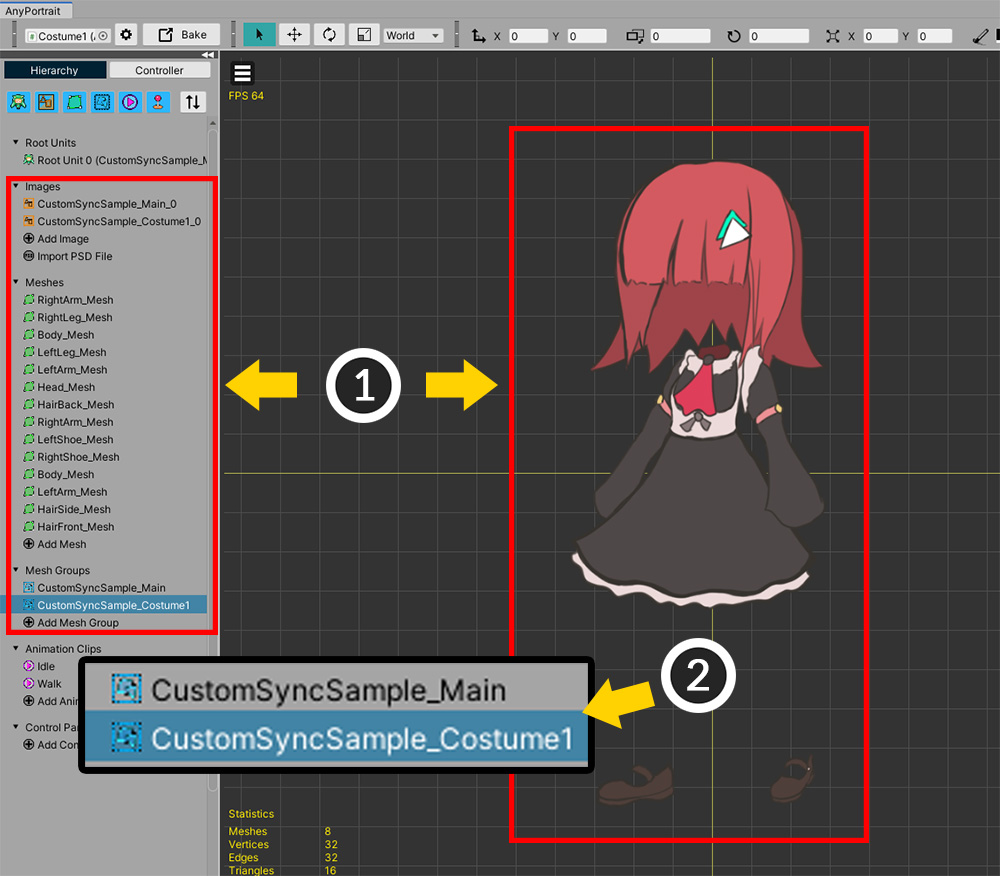 AnyPortrait
Costume1 (
Bake
World
X 0 Y 0
0
0
X 0 Y 0
Hierarchy
Controller
FPS 64
Root Units
Root Unit 0 (CustomSyncSample_M
Images
CustomSyncSample_Main_0
CustomSyncSample_Costume1_0
Add Image
Import PSD File
Meshes
RightArm_Mesh
RightLeg_Mesh
Body_Mesh
LeftLeg_Mesh
LeftArm_Mesh
Head_Mesh
HairBack_Mesh
RightArm_Mesh
LeftShoe_Mesh
RightShoe_Mesh
Body_Mesh
LeftArm_Mesh
HairSide_Mesh
HairFront_Mesh
Add Mesh
Mesh Groups
CustomSyncSample_Main
CustomSyncSample_Costume1
Add Mesh Group
Animation Clips
Idle
Walk
Add Ani
Control Par
Add Con
1
2
CustomSyncSample_Main
CustomSyncSample_Costume1
Statistics
Meshes 8
Vertices 32
Edges 32
Triangles 16